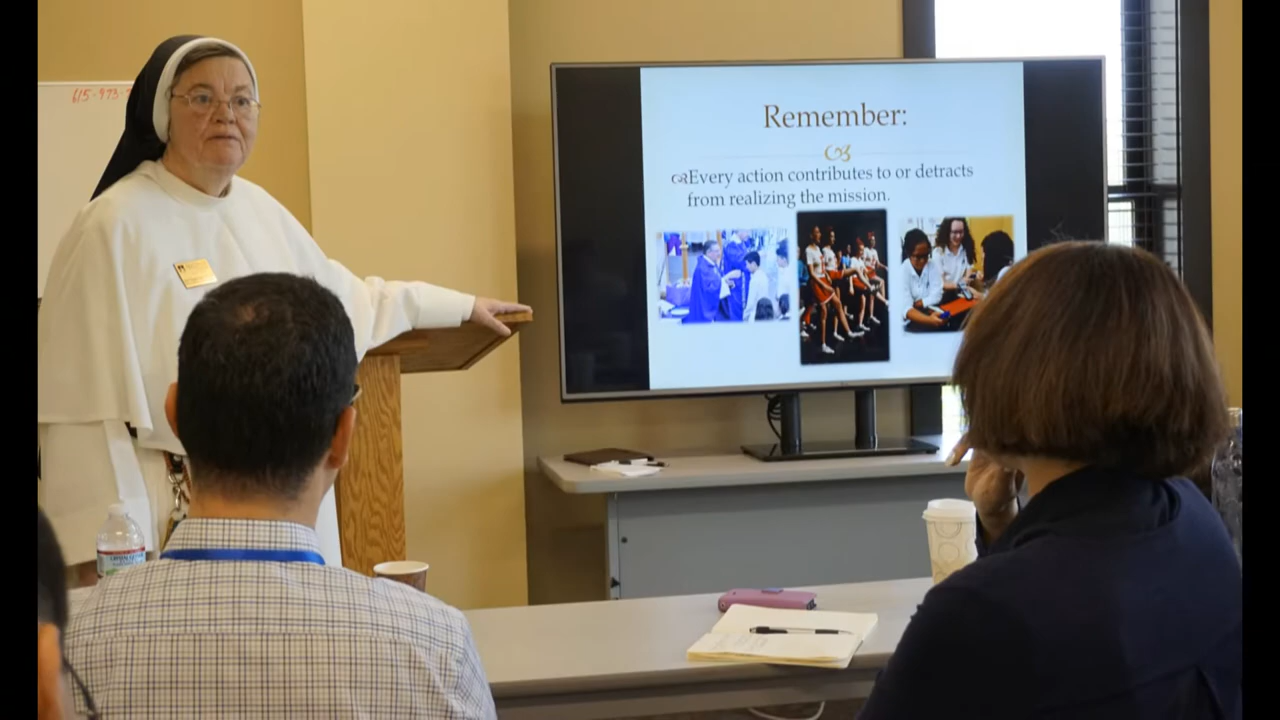 615-973-
Remember:
Every action contributes to or detracts
from realizing the mission.